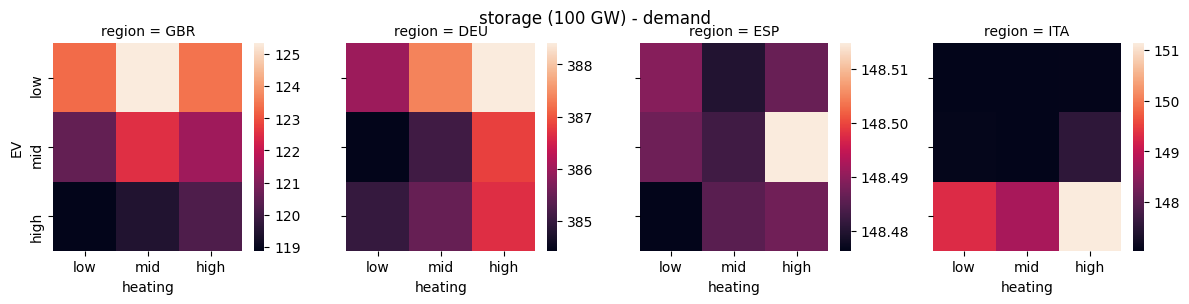 storage (100 GW) - demand
region = GBR
region = DEU
region = ESP
region = ITA
EV
low
mid
high
low mid high
heating
125
124
123
122
121
120
119
low mid high
heating
388
387
386
385
low mid high
heating
148.51
148.50
148.49
148.48
low mid high
heating
151
150
149
148